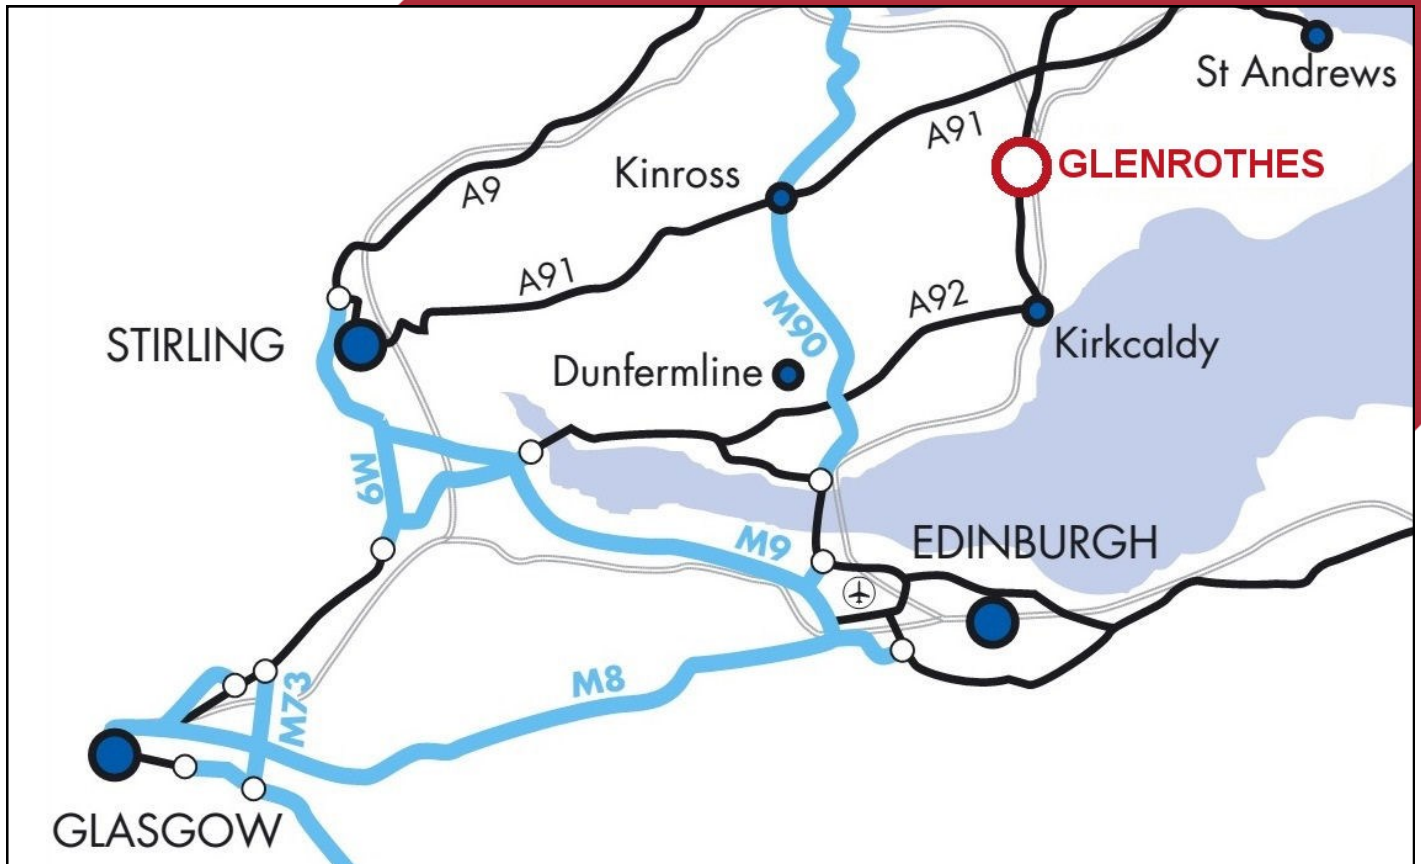 St Andrews
A91
GLENROTHES
Kinross
A9
A91
M90
A92
STIRLING
Kirkcaldy
Dunfermline
M9
M9
EDINBURGH
M8
M73
GLASGOW